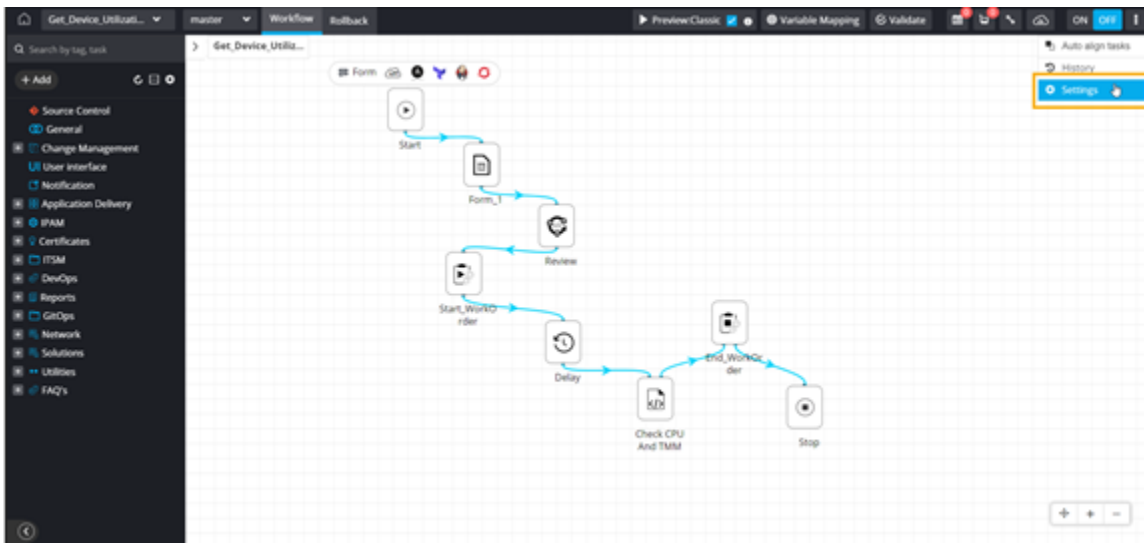 Get_Device_Utilizati...
master
Workflow
Rollback
Preview:Classic
Variable Mapping
Validate
ON
OFF
Search by tag, task
Get_Device_Utiliz...
Auto align tasks
+ Add
Form
History
Settings
Source Control
General
Change Management
User interface
Notification
Application Delivery
IPAM
Certificates
ITSM
DevOps
Reports
GitOps
Network
Solutions
Utilities
FAQ's
Start
Form_1
Review
Start_WorkO
rder
Delay
End_WorkOr
der
Check CPU
And TMM
Stop